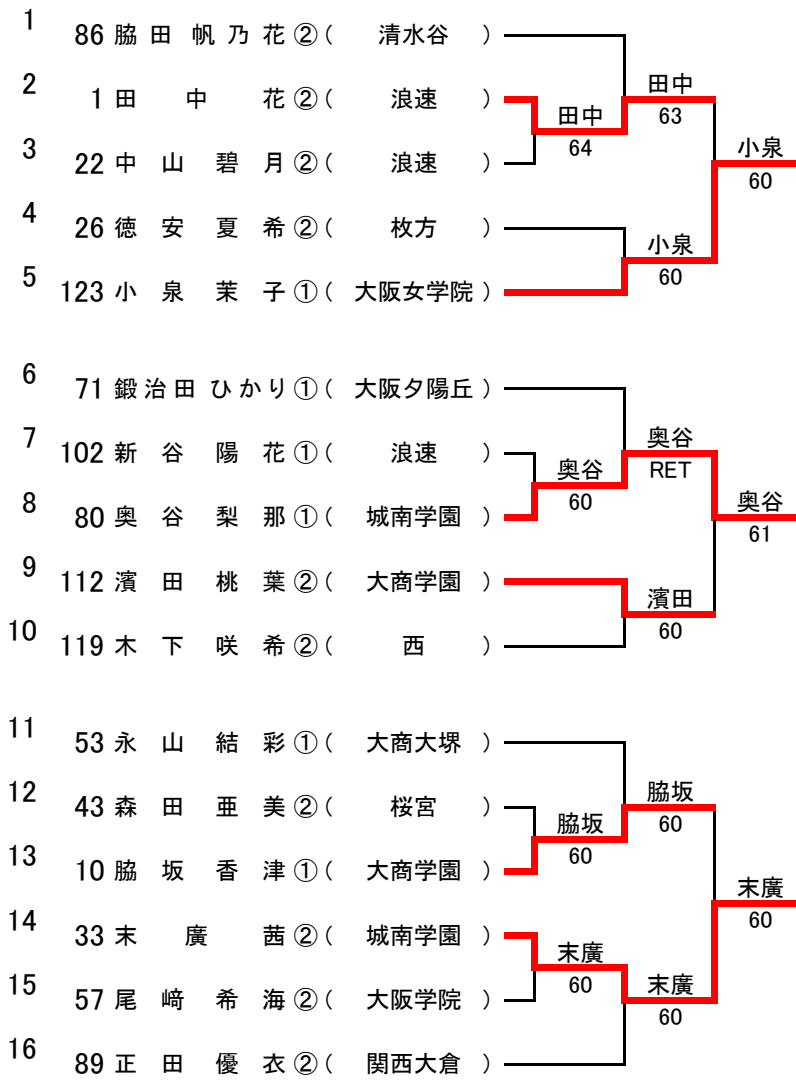 1 86 脇田 帆乃花 ② ( 清水谷 )
2 1 田中 花 ② ( 浪速 )
田中
63
田中
64
3 22 中山 碧月 ② ( 浪速 )
小泉
60
4 26 徳安 夏希 ② ( 枚方 )
小泉
60
5 123 小泉 茉子 ① ( 大阪女学院 )
6 71 鍛治田 ひかり ① ( 大阪夕陽丘 )
7 102 新谷 陽花 ① ( 浪速 )
奥谷
RET
奥谷
60
8 80 奥谷 梨那 ① ( 城南学園 )
奥谷
61
9 112 濱田 桃葉 ② ( 大商学園 )
濱田
60
10 119 木下 咲希 ② ( 西 )
11 53 永山 結彩 ① ( 大商大堺 )
12 43 森田 亜美 ② ( 桜宮 )
脇坂
60
脇坂
60
13 10 脇坂 香津 ① ( 大商学園 )
末廣
60
14 33 末廣 茜 ② ( 城南学園 )
末廣
60
15 57 尾﨑 希海 ② ( 大阪学院 )
末廣
60
16 89 正田 優衣 ② ( 関西大倉 )